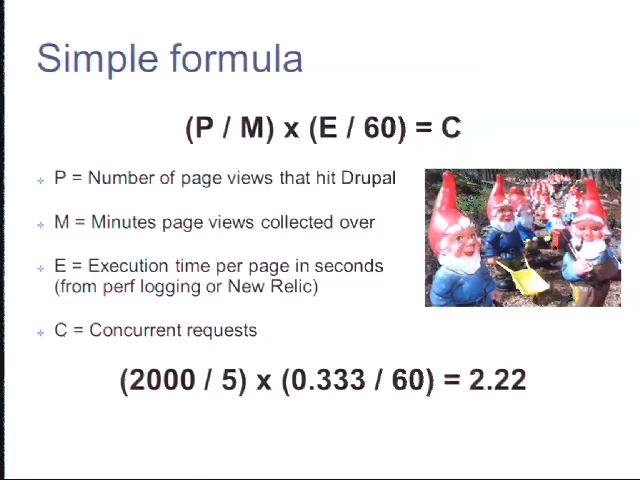 Simple formula
(P / M) x (E / 60) = C
P = Number of page views that hit Drupal
M = Minutes page views collected over
E = Execution time per page in seconds
(from perf logging or New Relic)
C = Concurrent requests
(2000 / 5) x (0.333 / 60) = 2.22